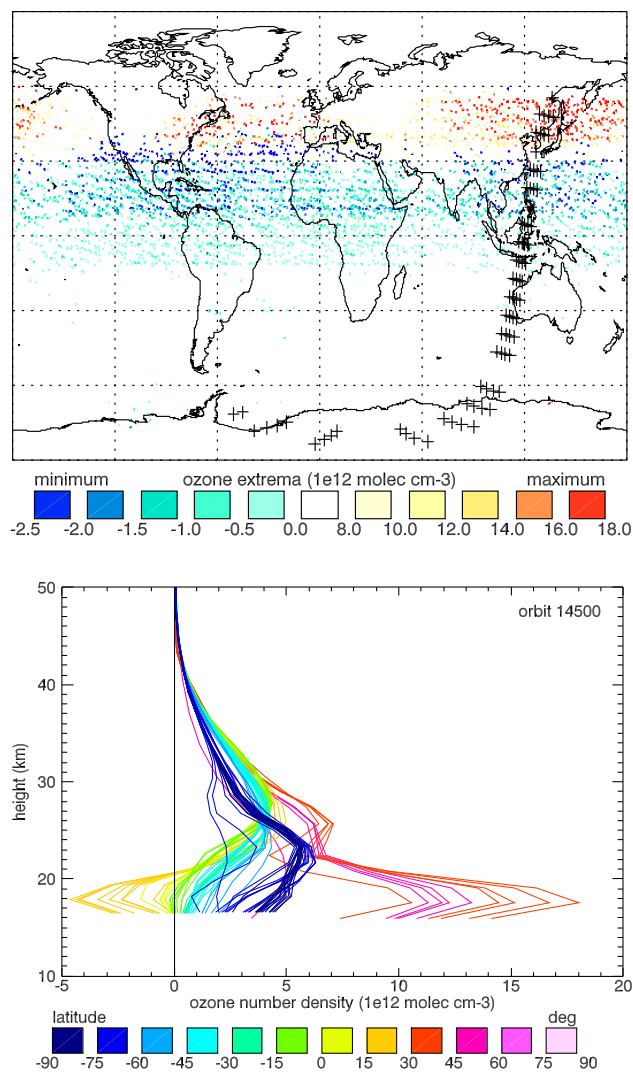 minimum ozone extrema (1e12 molec cm-3) maximum
-2.5 -2.0 -1.5 -1.0 -0.5 0.0 8.0 10.0 12.0 14.0 16.0 18.0
orbit 14500
50
40
30
20
10
height (km)
-5 0 5 10 15 20
ozone number density (1e12 molec cm-3)
latitude deg
-90 -75 -60 -45 -30 -15 0 15 30 45 60 75 90